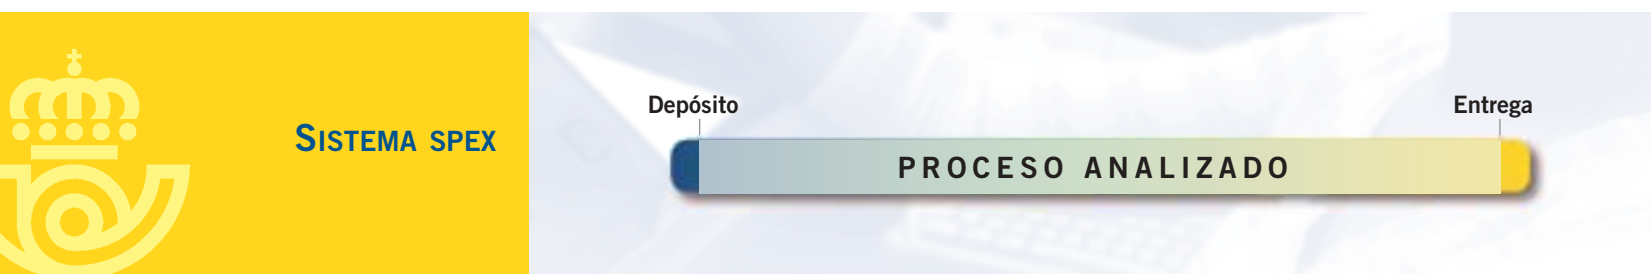 SISTEMA SPEX
Depósito
Entrega
PROCESO ANALIZADO